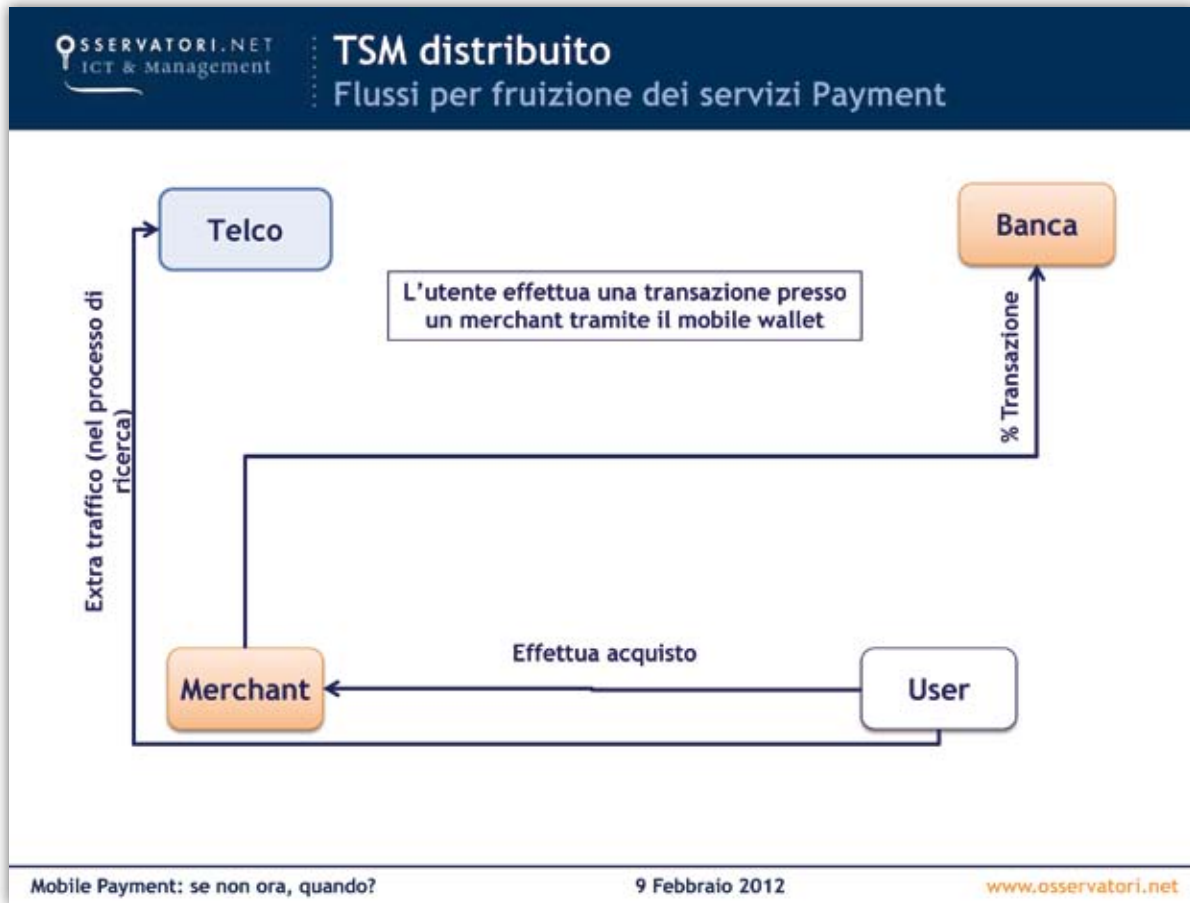 OSSERVATORI.NET
ICT & Management
TSM distribuito
Flussi per fruizione dei servizi Payment
Telco
Banca
L'utente effettua una transazione presso
un merchant tramite il mobile wallet
% Transazione
Extra traffico (nel processo di
ricerca)
Effettua acquisto
Merchant
User
Mobile Payment: se non ora, quando?
9 Febbraio 2012
www.osservatori.net